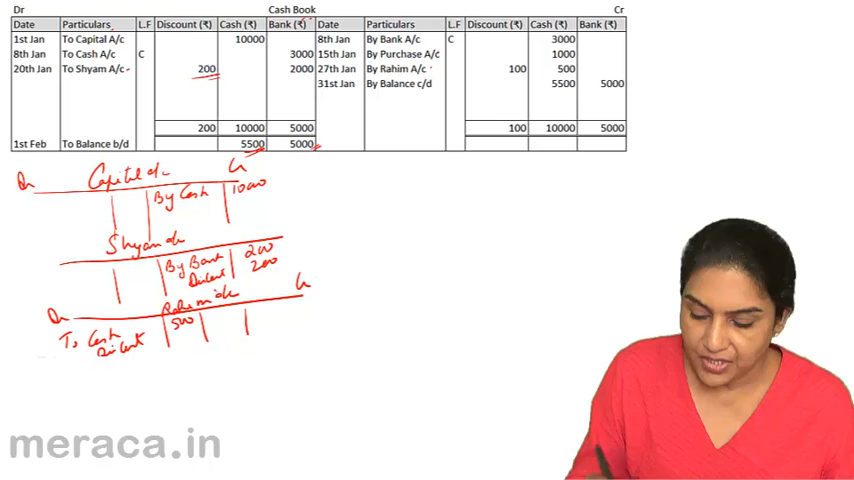 Dr Cash Book Cr
Date Particulars L.F Discount (₹) Cash (₹) Bank (₹) Date Particulars L.F Discount (₹) Cash (₹) Bank (₹)
1st Jan To Capital A/c 10000 8th Jan By Bank A/c C 3000
8th Jan To Cash A/c C 3000 15th Jan By Purchase A/c 1000
20th Jan To Shyam A/c 200 2000 27th Jan By Rahim A/c 100 500
31st Jan By Balance c/d 5500 5000
200 10000 5000 100 10000 5000
1st Feb To Balance b/d 5500 5000
Dr Capital A/c Cr
By Cash 10000
Shyam A/c
By Bank 200
Discount 200
Dr Rahim A/c Cr
To Cash 500
Discount
meraca.in